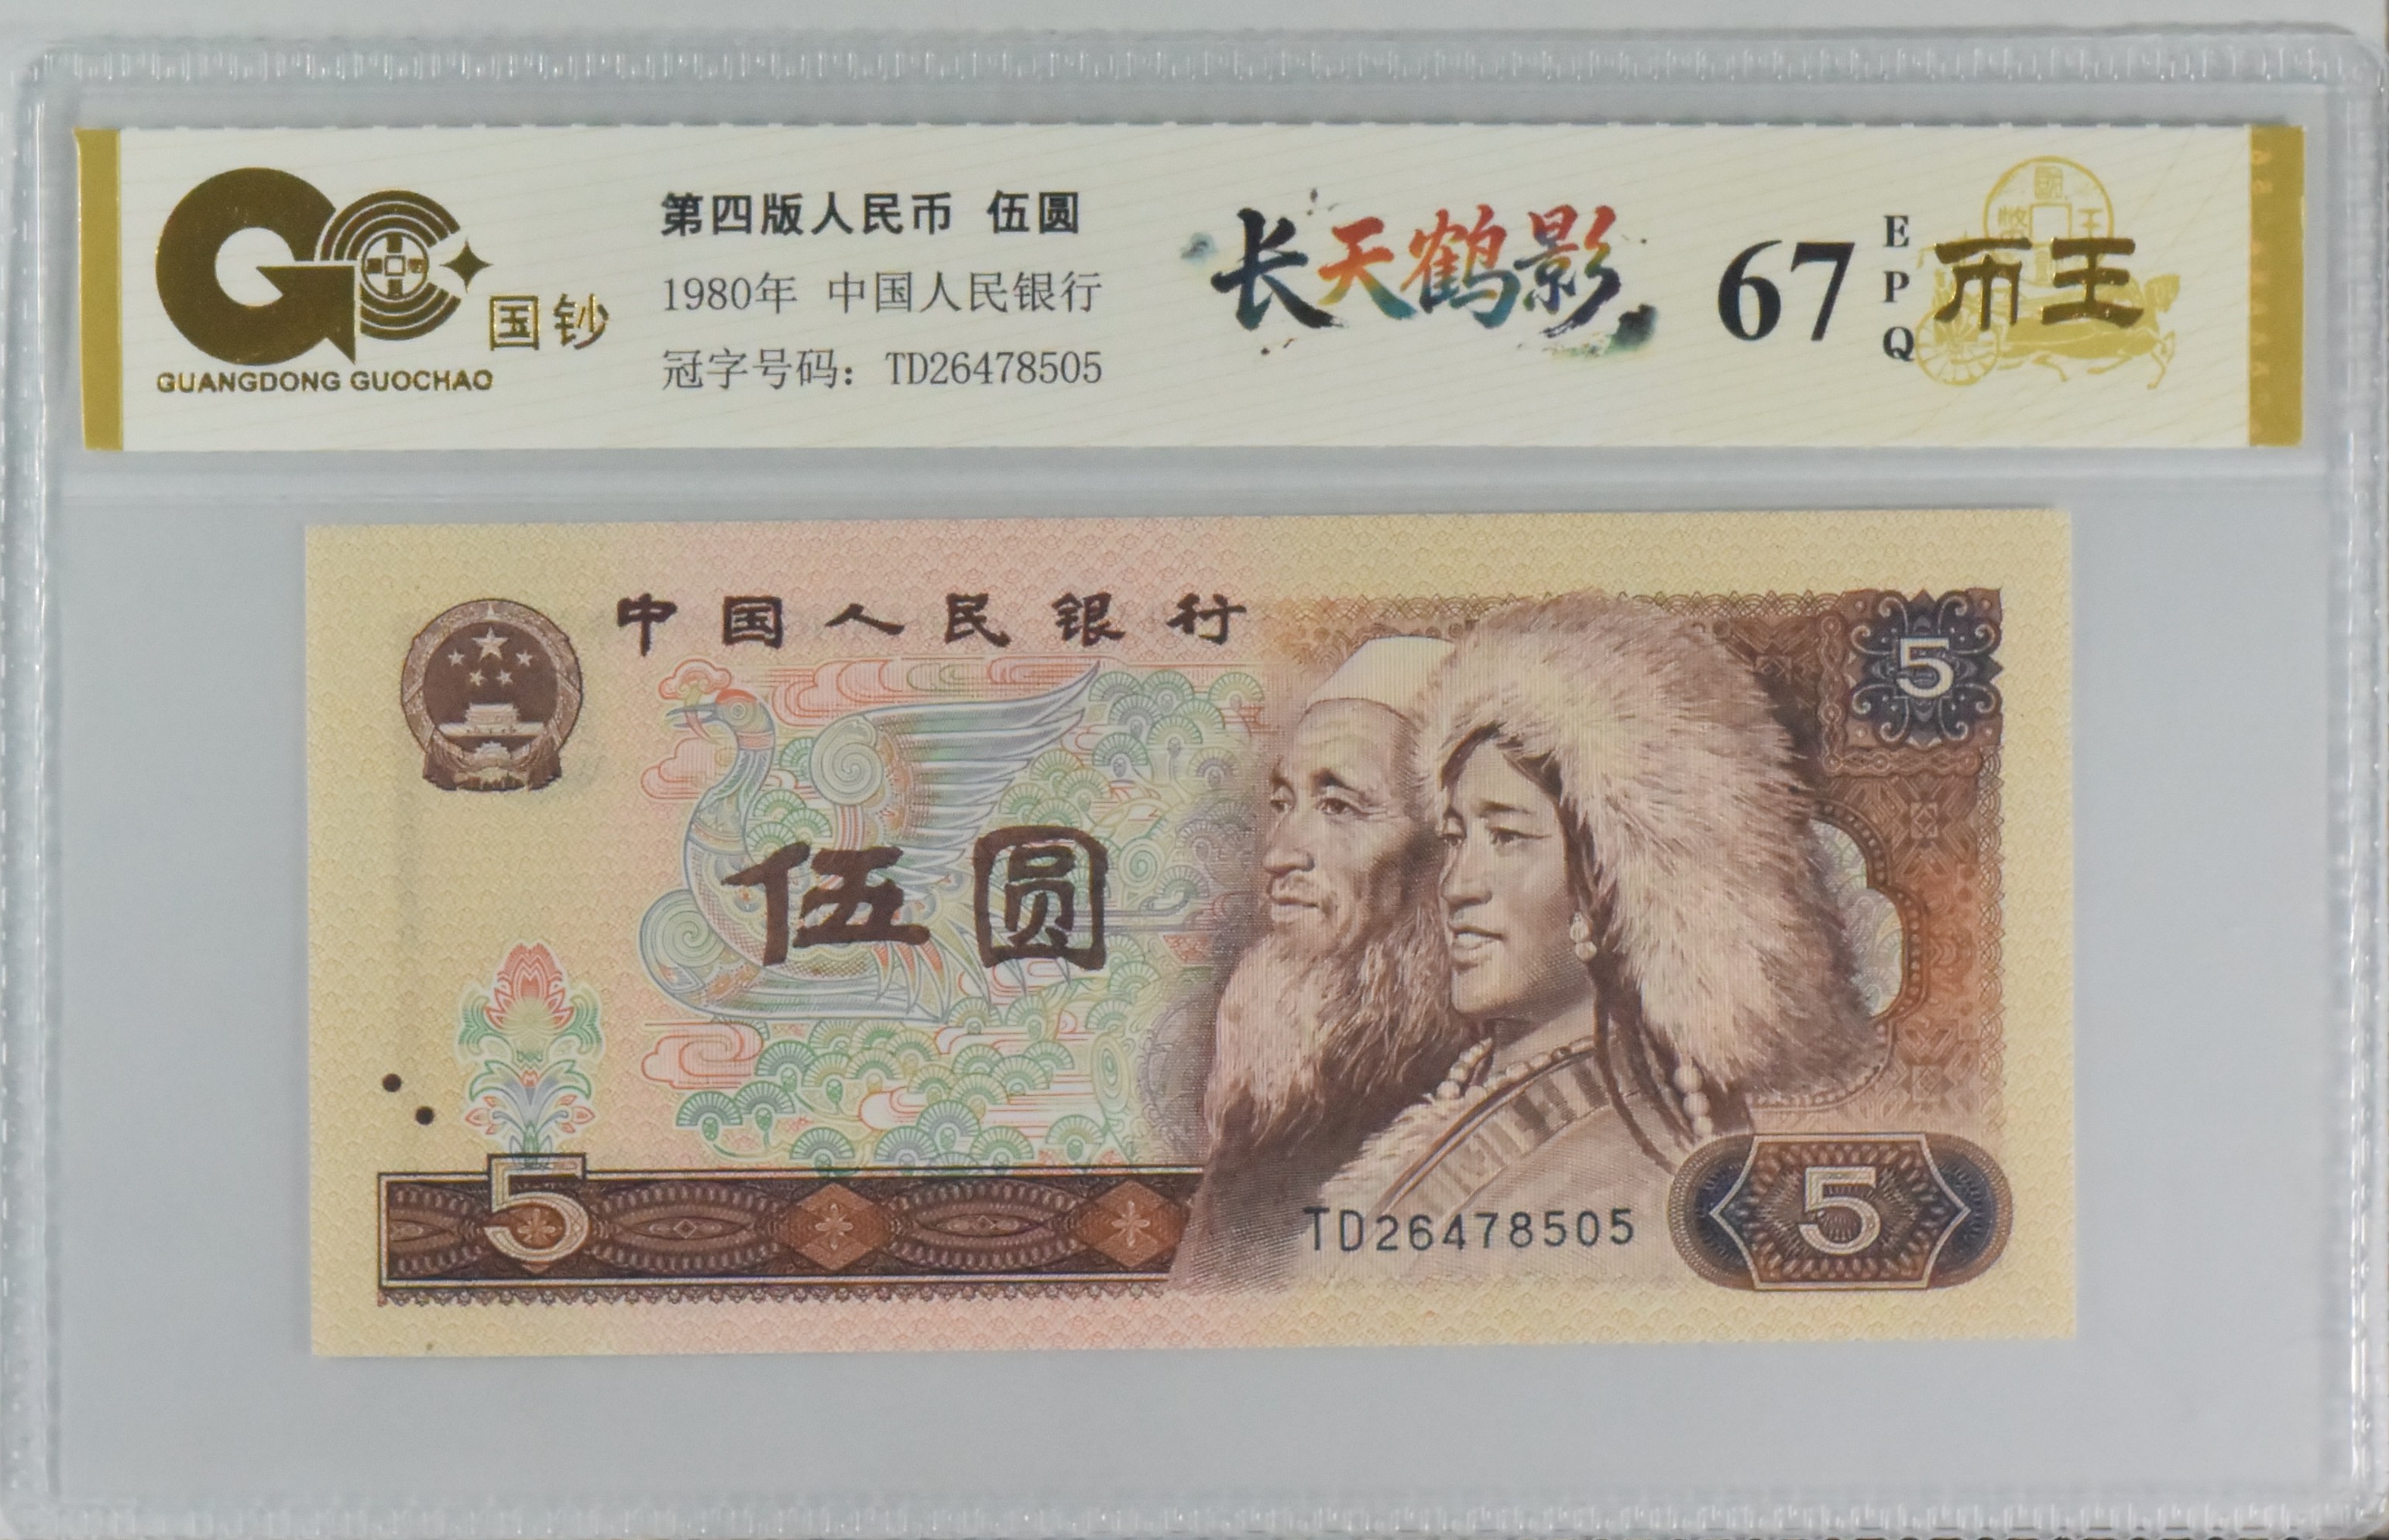 国钞
GUANGDONG GUOCHAO
第四版人民币 伍圆
1980年 中国人民银行
冠字号码：TD26478505
长天鹤影
67
E
P
Q
币王
中国人民银行
5
伍圆
5
TD26478505
5